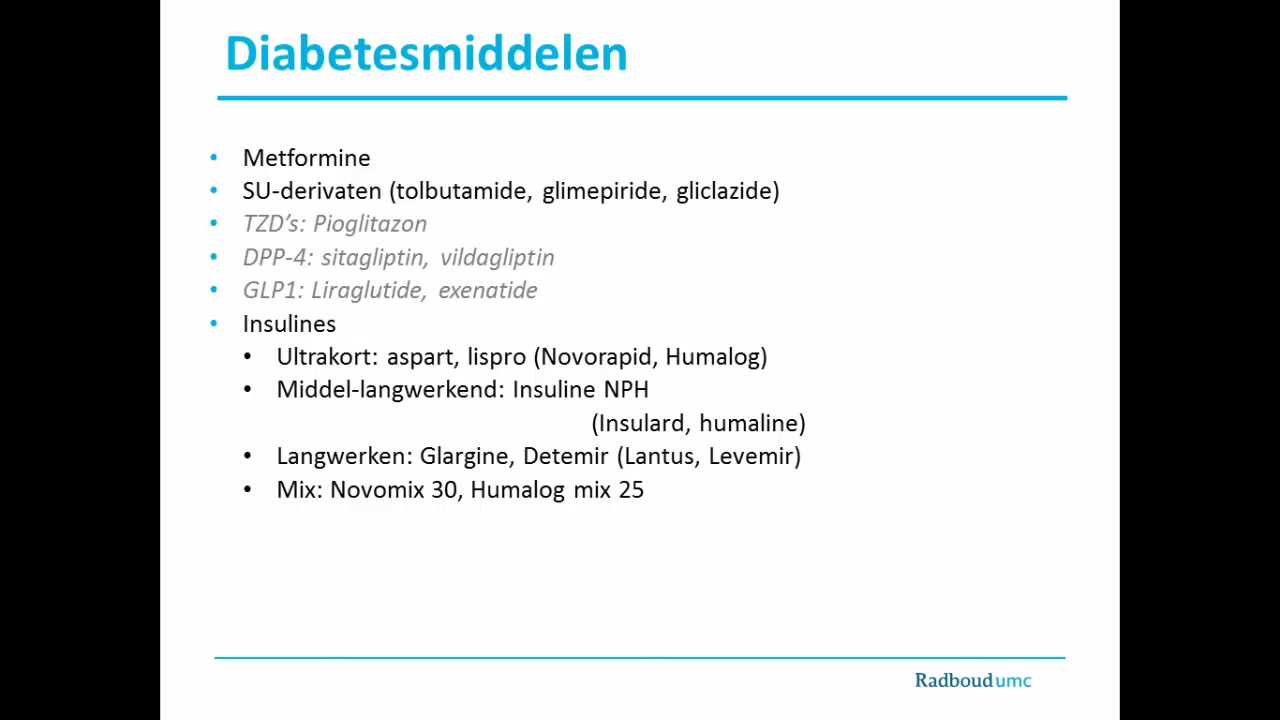 Diabetesmiddelen
• Metformine
• SU-derivaten (tolbutamide, glimepiride, gliclazide)
• TZD's: Pioglitazon
• DPP-4: sitagliptin, vildagliptin
• GLP1: Liraglutide, exenatide
• Insulines
• Ultrakort: aspart, lispro (Novorapid, Humalog)
• Middel-langwerkend: Insuline NPH
(Insulard, humaline)
• Langwerken: Glargine, Detemir (Lantus, Levemir)
• Mix: Novomix 30, Humalog mix 25
Radboudumc